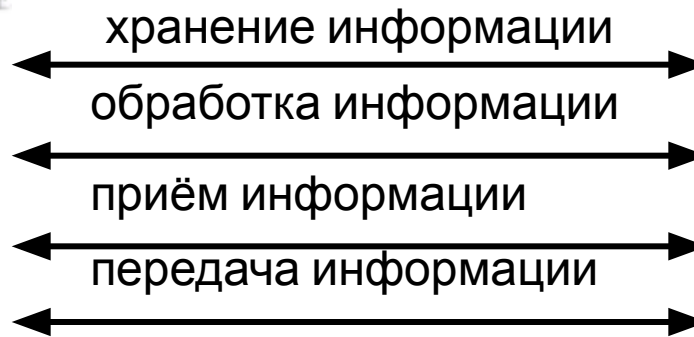 хранение информации
обработка информации
приём информации
передача информации